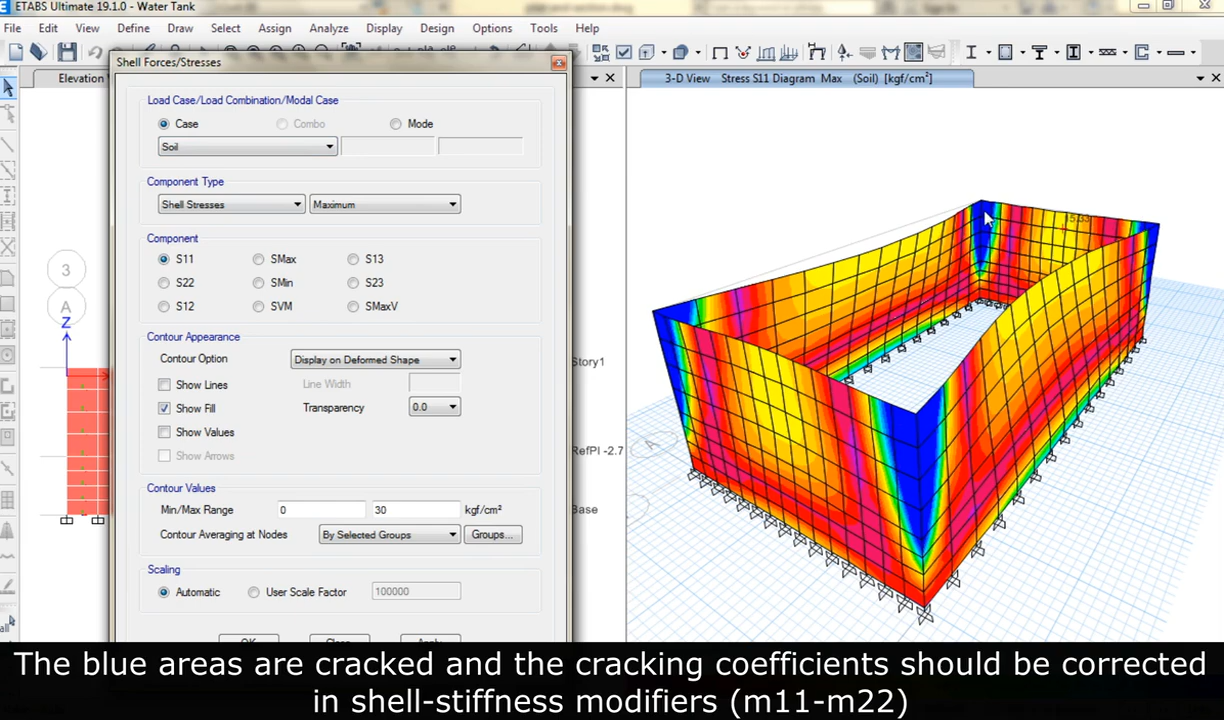 ETABS Ultimate 19.1.0 - Water Tank
File Edit View Define Draw Select Assign Analyze Display Design Options Tools Help
Elevation
3-D View Stress S11 Diagram Max (Soil) [kgf/cm²]
Shell Forces/Stresses
Load Case/Load Combination/Modal Case
Case Combo Mode
Soil
Component Type
Shell Stresses Maximum
Component
S11 SMax S13
S22 SMin S23
S12 SVM SMaxV
Contour Appearance
Contour Option Display on Deformed Shape
Show Lines Line Width
Show Fill Transparency 0.0
Show Values
Show Arrows
Contour Values
Min/Max Range 0 30 kgf/cm²
Contour Averaging at Nodes By Selected Groups Groups...
Scaling
Automatic User Scale Factor 100000
OK Close Apply
3
A
Z
Story1
RefPl -2.7
Base
A
all
The blue areas are cracked and the cracking coefficients should be corrected
in shell-stiffness modifiers (m11-m22)